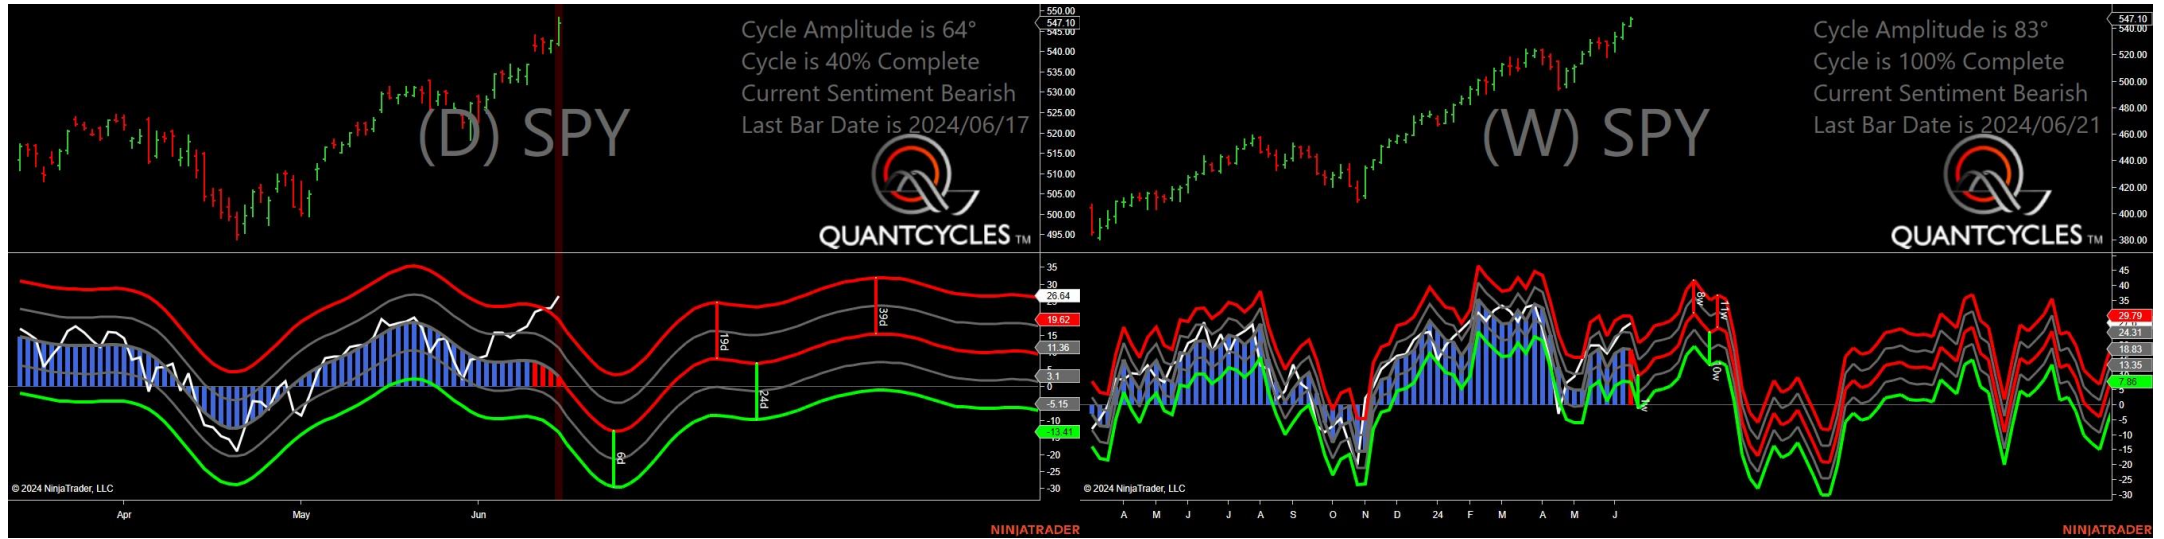 Cycle Amplitude is 64°
Cycle is 40% Complete
Current Sentiment Bearish
Last Bar Date is 2024/06/17
(D) SPY
QUANTCYCLES TM
550.00
547.10
545.00
540.00
535.00
530.00
525.00
520.00
515.00
510.00
505.00
500.00
495.00
35
26.64
19.62
15
11.36
3.1
0
-5.15
-10
-13.41
-20
-25
-30
6d
19d
24d
39d
© 2024 NinjaTrader, LLC
Apr May Jun
NINJATRADER
Cycle Amplitude is 83°
Cycle is 100% Complete
Current Sentiment Bearish
Last Bar Date is 2024/06/21
(W) SPY
QUANTCYCLES TM
547.10
540.00
520.00
500.00
480.00
460.00
440.00
420.00
400.00
380.00
45
40
35
29.79
24.31
18.83
13.35
7.86
0
-5
-10
-15
-20
-25
-30
1w
8w
11w
© 2024 NinjaTrader, LLC
A M J J A S O N D 24 F M A M J
NINJATRADER